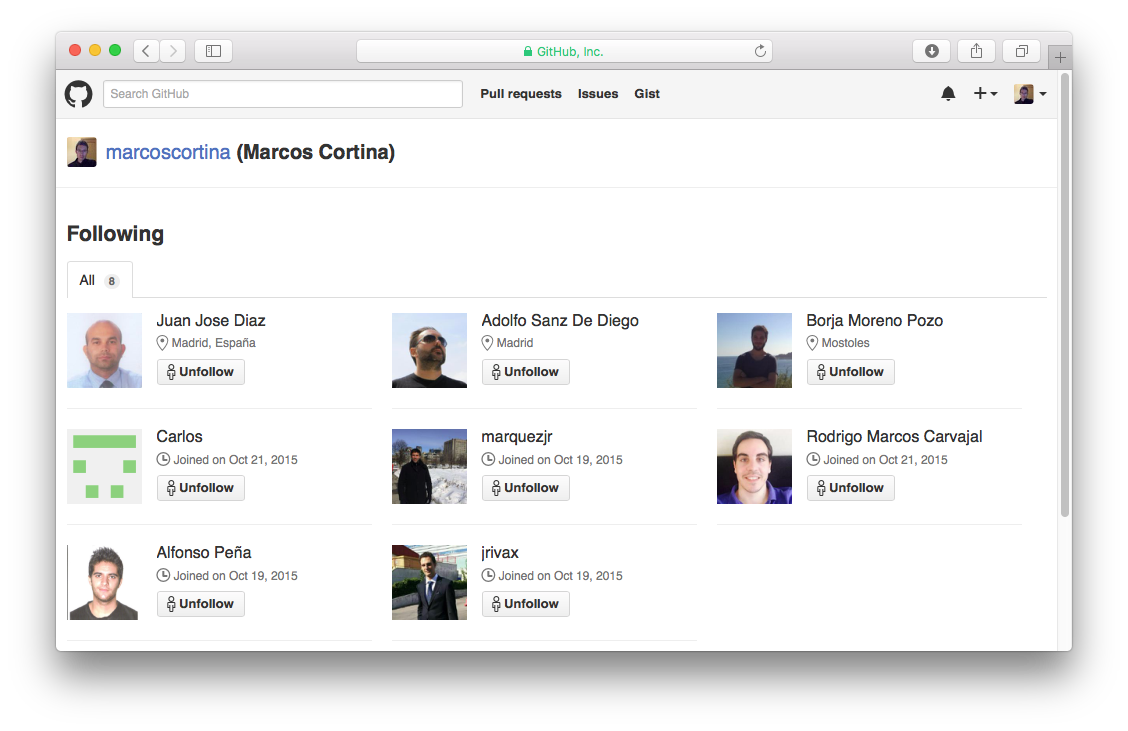 GitHub, Inc.
Search GitHub
Pull requests Issues Gist
marcoscortina (Marcos Cortina)
Following
All 8
Juan Jose Diaz
Madrid, España
Unfollow
Adolfo Sanz De Diego
Madrid
Unfollow
Borja Moreno Pozo
Mostoles
Unfollow
Carlos
Joined on Oct 21, 2015
Unfollow
marquezjr
Joined on Oct 19, 2015
Unfollow
Rodrigo Marcos Carvajal
Joined on Oct 21, 2015
Unfollow
Alfonso Peña
Joined on Oct 19, 2015
Unfollow
jrivax
Joined on Oct 19, 2015
Unfollow